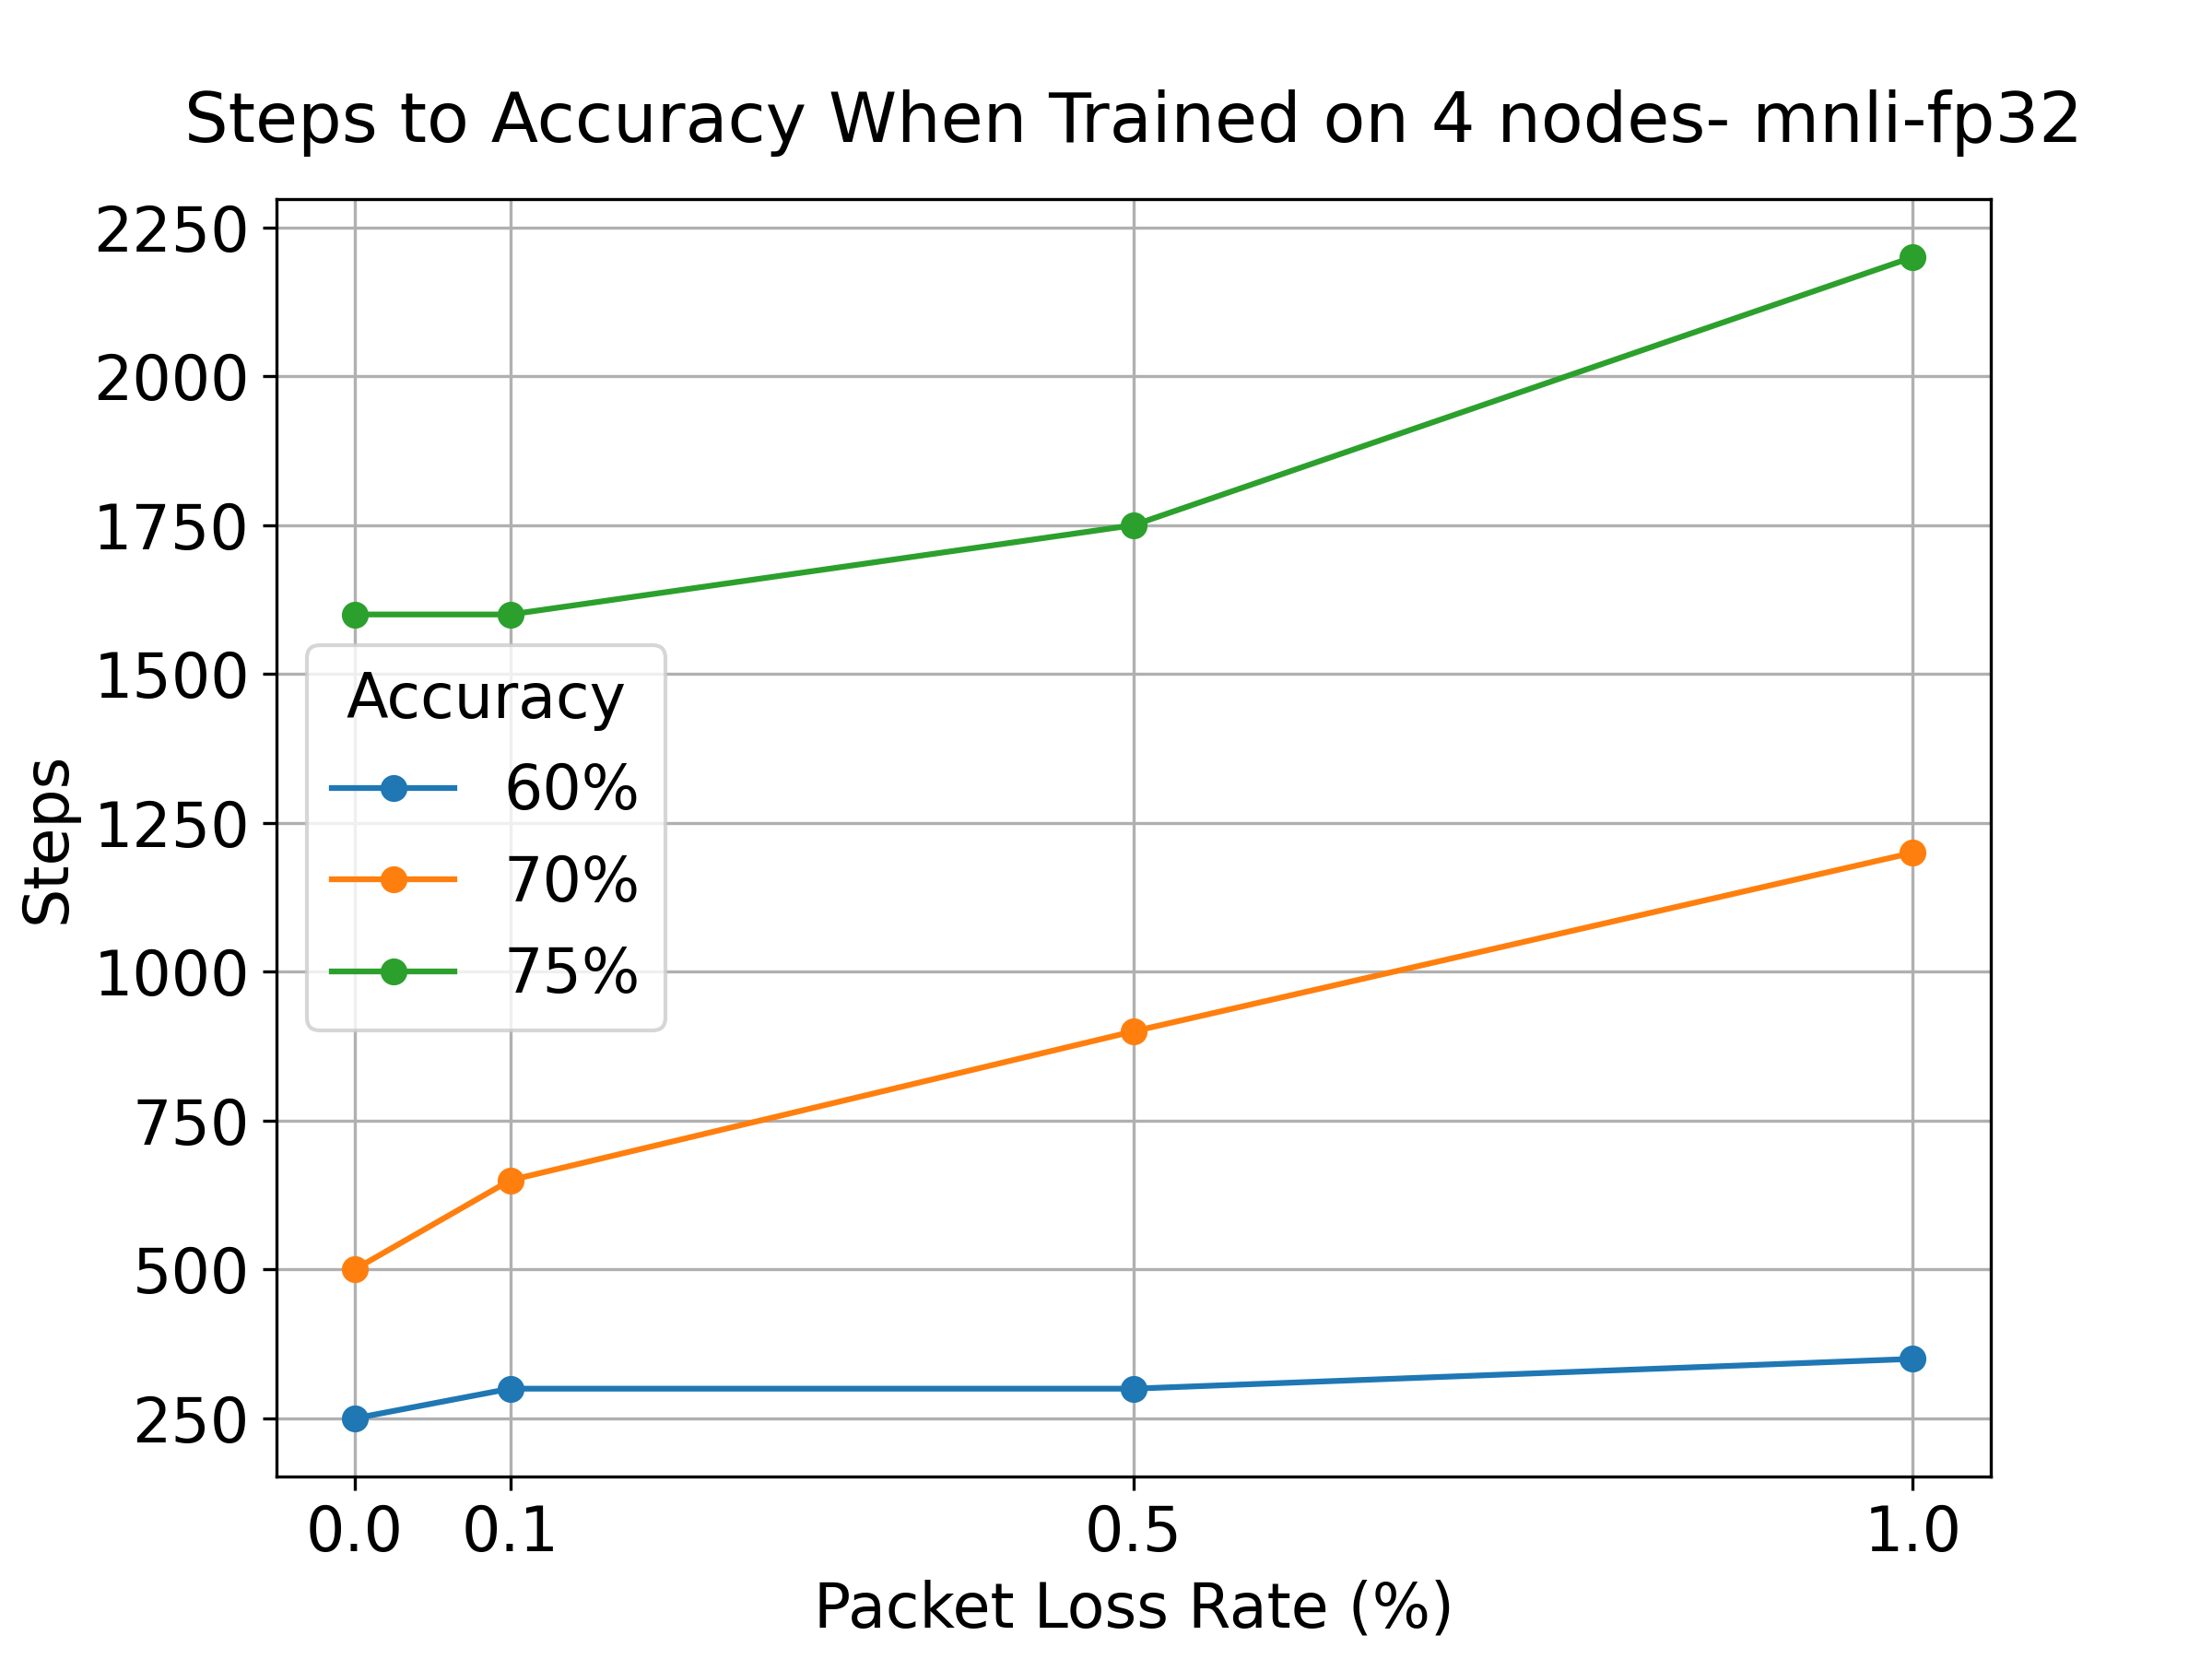 Steps to Accuracy When Trained on 4 nodes- mnli-fp32
2250
2000
1750
1500
1250
1000
750
500
250
Steps
Accuracy
60%
70%
75%
0.0 0.1 0.5 1.0
Packet Loss Rate (%)